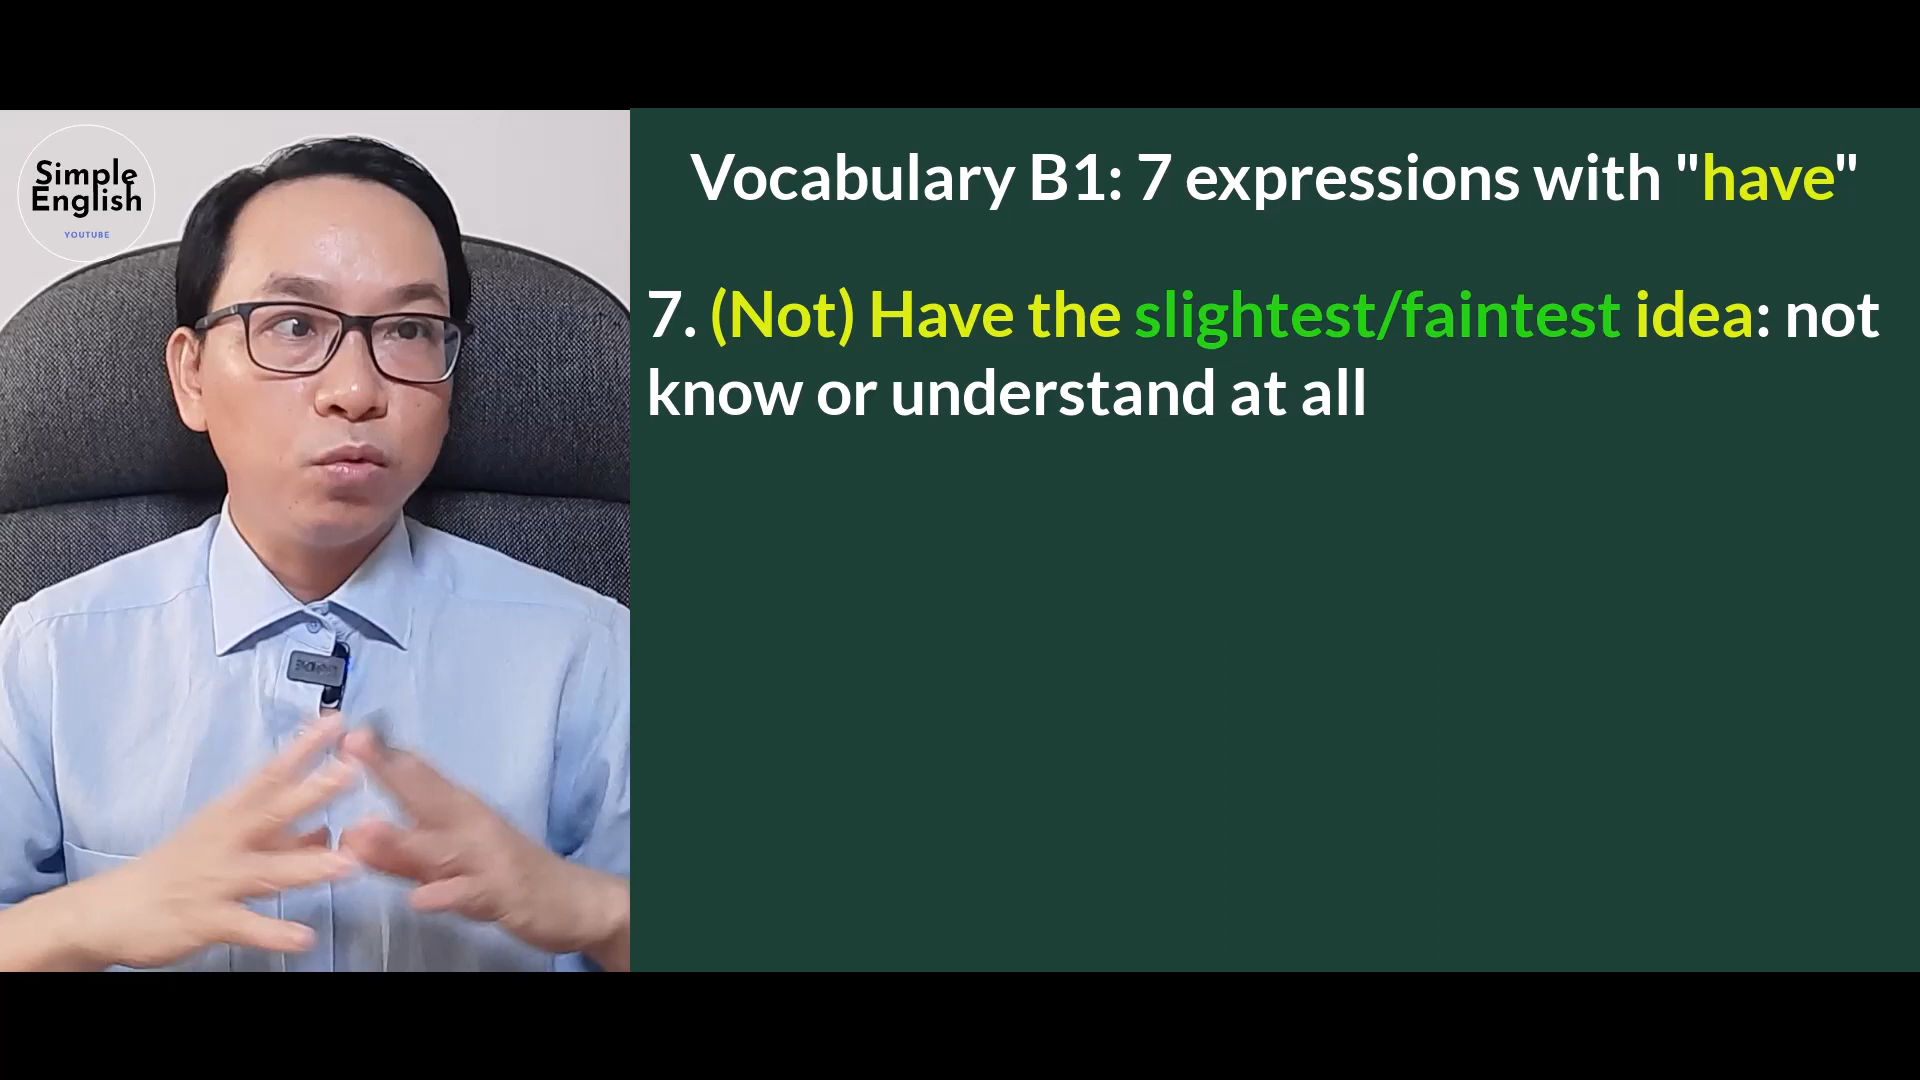 Simple
English
YOUTUBE
Vocabulary B1: 7 expressions with "have"
7. (Not) Have the slightest/faintest idea: not
know or understand at all